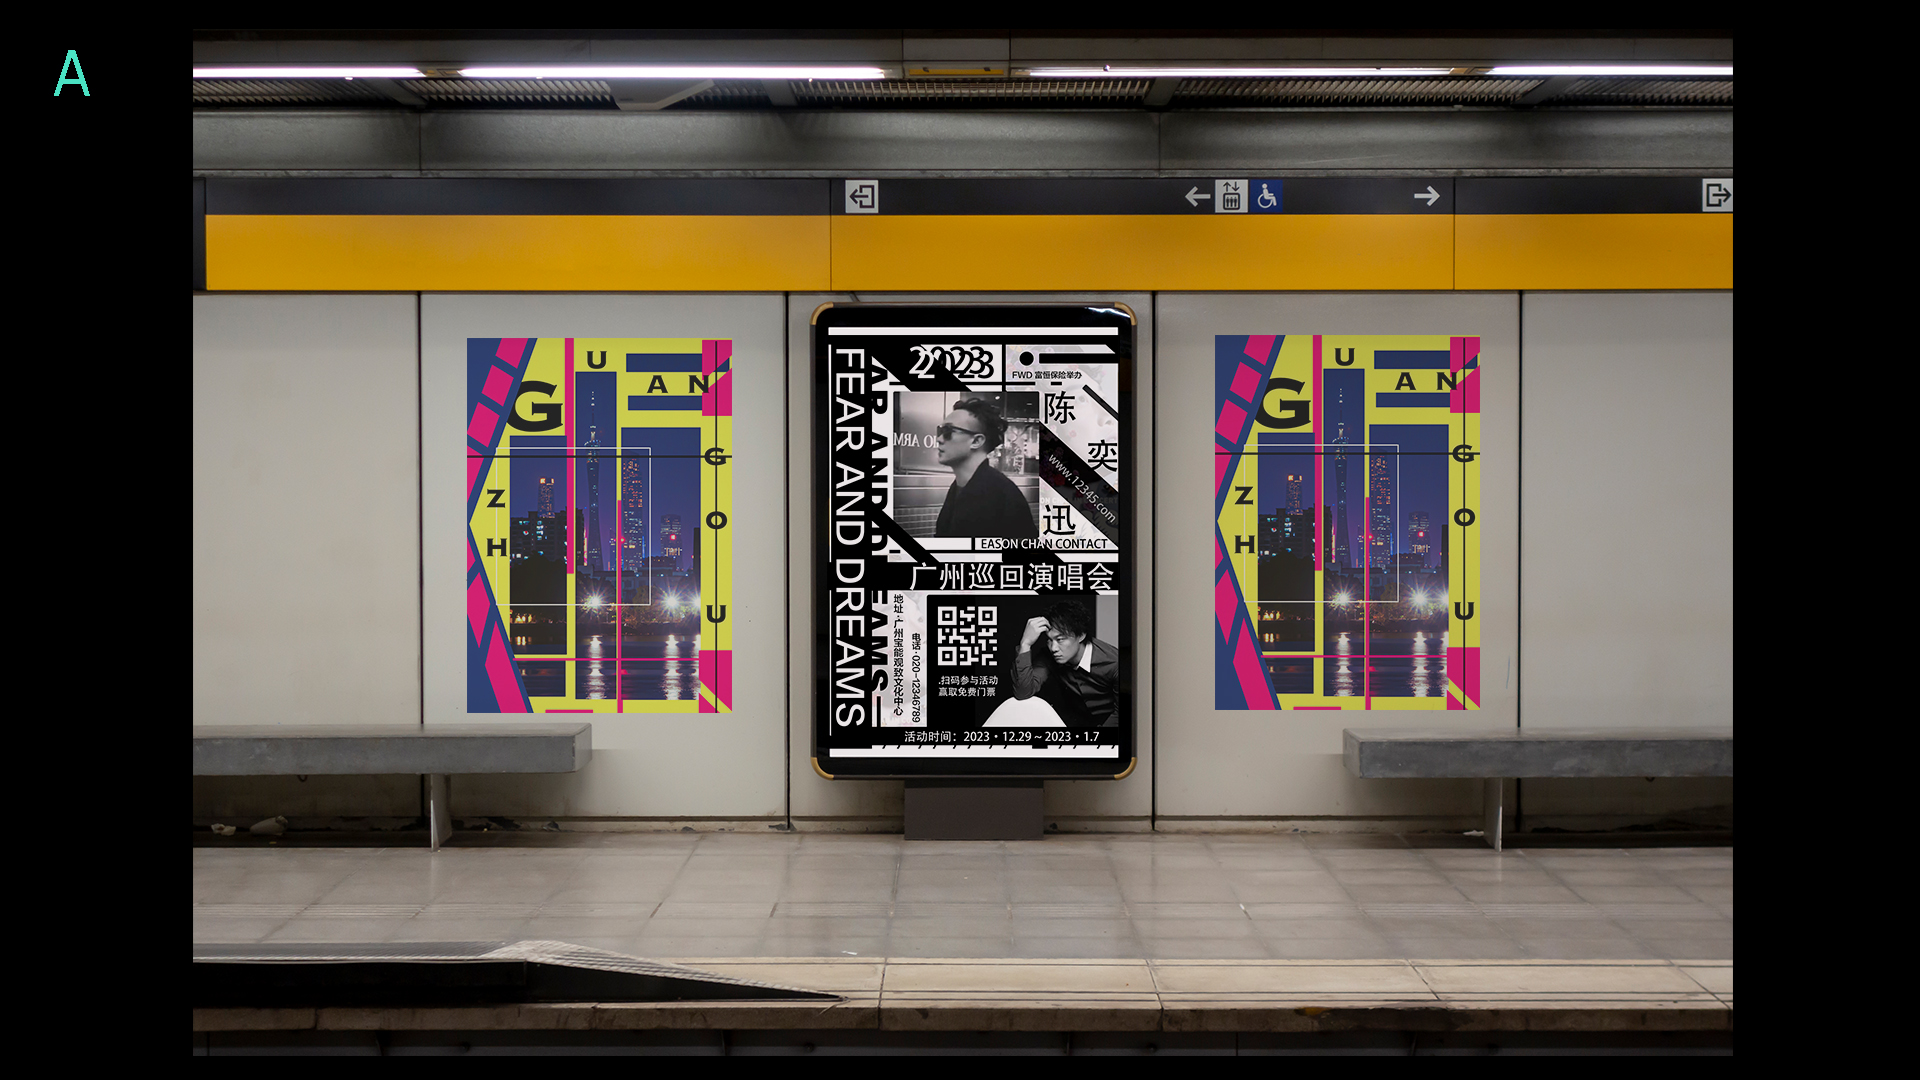 A
G
U
A N
G
Z
H
O
U
FEAR AND DREAMS
2023
FWD 富恒保险举办
陈
奕
迅
www.12345.com
EASON CHAN CONTACT
广州巡回演唱会
地址·广州宝能观致文化中心
电话·020-12346789
.扫码参与活动
赢取免费门票
活动时间：2023·12.29～2023·1.7
G
U
A N
G
Z
H
O
U